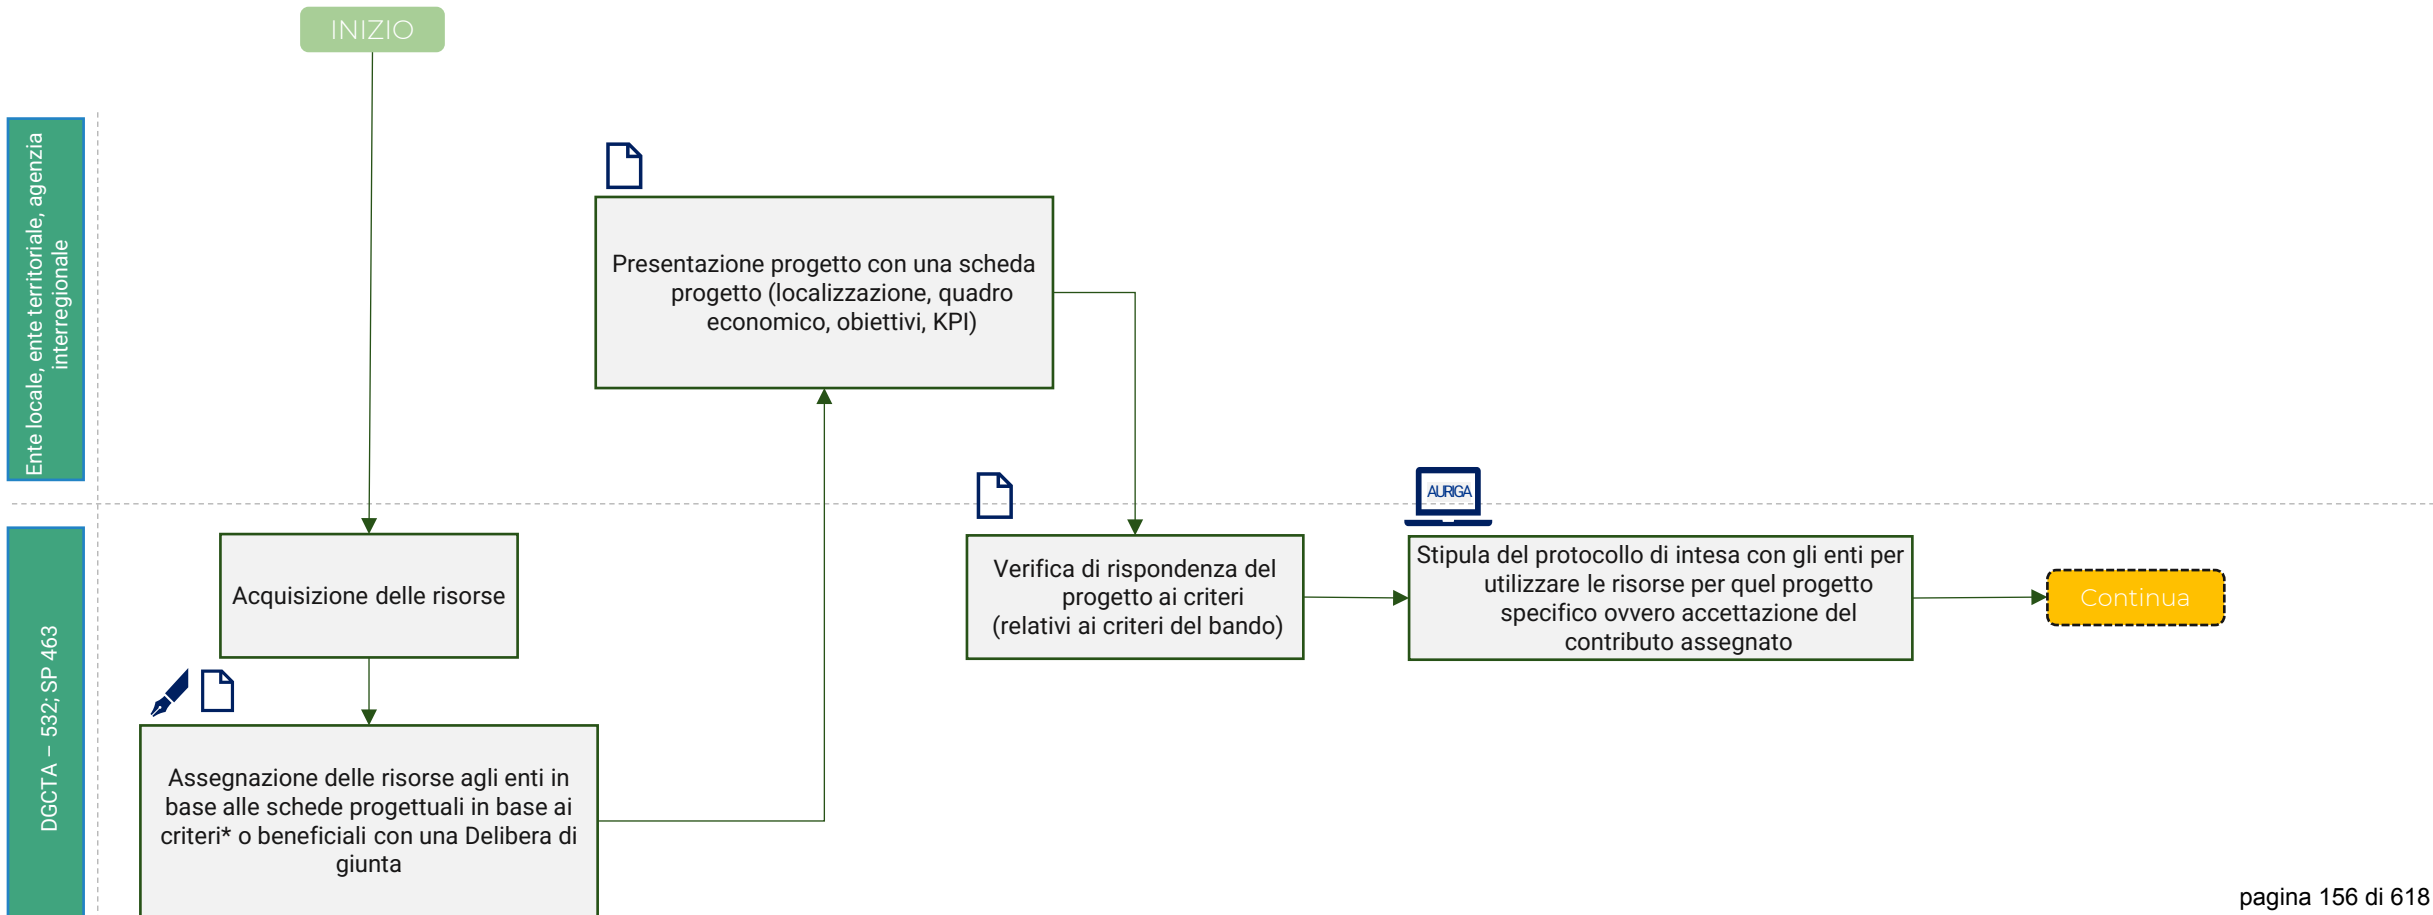 INIZIO
Ente locale, ente territoriale, agenzia
interregionale
Presentazione progetto con una scheda
progetto (localizzazione, quadro
economico, obiettivi, KPI)
DGCTA – 532; SP 463
Acquisizione delle risorse
Assegnazione delle risorse agli enti in
base alle schede progettuali in base ai
criteri* o beneficiali con una Delibera di
giunta
Verifica di rispondenza del
progetto ai criteri
(relativi ai criteri del bando)
AURIGA
Stipula del protocollo di intesa con gli enti per
utilizzare le risorse per quel progetto
specifico ovvero accettazione del
contributo assegnato
Continua
pagina 156 di 618